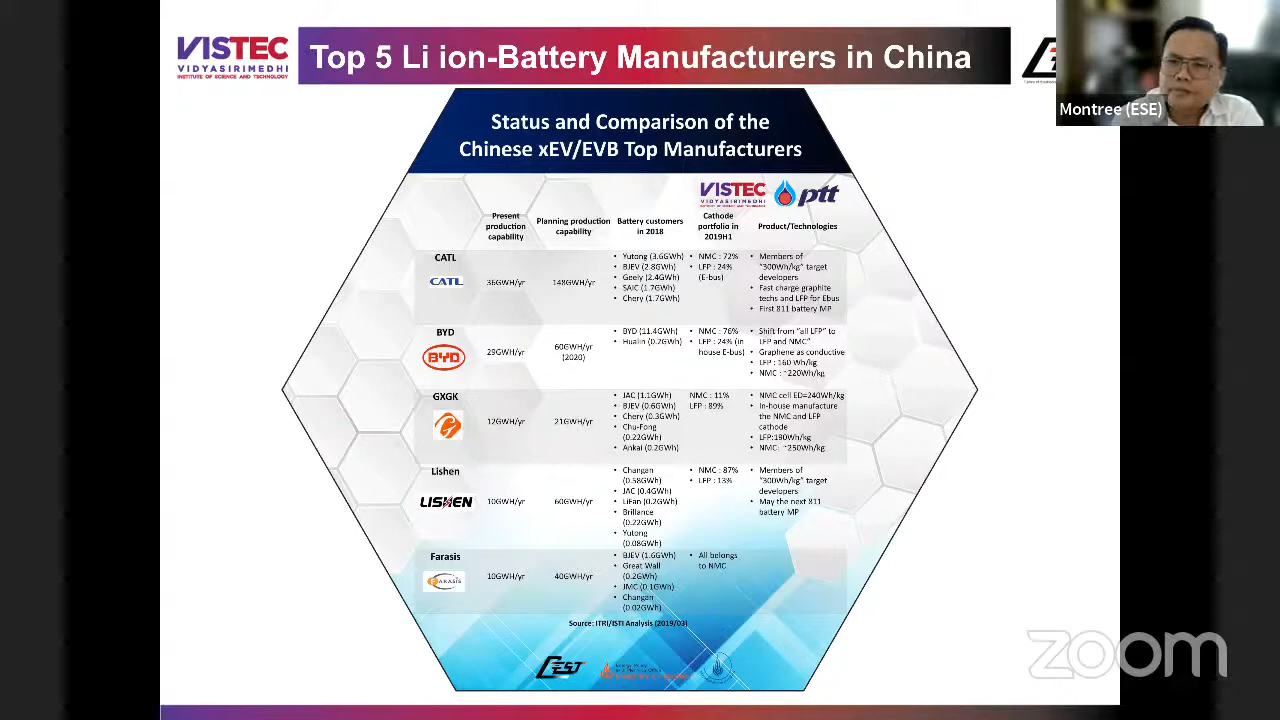 VISTEC
VIDYASIRIMEDHI
INSTITUTE OF SCIENCE AND TECHNOLOGY
Top 5 Li ion-Battery Manufacturers in China
Montree (ESE)
Status and Comparison of the
Chinese xEV/EVB Top Manufacturers
VISTEC
VIDYASIRIMEDHI
ptt
Present
production
capability
Planning production
capability
Battery customers
in 2018
Cathode
portfolio in
2019H1
Product/Technologies
CATL
CATL
36GWH/yr
148GWH/yr
• Yutong (3.6GWh)
• BJEV (2.8GWh)
• Geely (2.4GWh)
• SAIC (1.7GWh)
• Chery (1.7GWh)
• NMC : 72%
• LFP : 24%
(E-bus)
• Members of
"300Wh/kg" target
developers
• Fast charge graphite
techs and LFP for Ebus
• First 811 battery MP
BYD
BYD
29GWH/yr
60GWH/yr
(2020)
• BYD (11.4GWh)
• Hualin (0.2GWh)
• NMC : 76%
• LFP : 24% (in
house E-bus)
• Shift from "all LFP" to
LFP and NMC"
• Graphene as conductive
• LFP : 160 Wh/kg
• NMC : ~220Wh/kg
GXGK
12GWH/yr
21GWH/yr
• JAC (1.1GWh)
• BJEV (0.6GWh)
• Chery (0.3GWh)
• Chu-Fong
(0.22GWh)
• Ankai (0.2GWh)
NMC : 11%
LFP : 89%
• NMC cell ED=240Wh/kg
• In-house manufacture
the NMC and LFP
cathode
• LFP:190Wh/kg
• NMC: ~250Wh/kg
Lishen
LISHEN
10GWH/yr
60GWH/yr
• Changan
(0.58GWh)
• JAC (0.4GWh)
• LiFan (0.2GWh)
• Brillance
(0.22GWh)
• Yutong
(0.08GWh)
• NMC : 87%
• LFP : 13%
• Members of
"300Wh/kg" target
developers
• May the next 811
battery MP
Farasis
FARASIS
10GWH/yr
40GWH/yr
• BJEV (1.6GWh)
• Great Wall
(0.2GWh)
• JMC (0.1GWh)
• Changan
(0.02GWh)
• All belongs
to NMC
Source: ITRI/ISTI Analysis (2019/03)
CEST
zoom